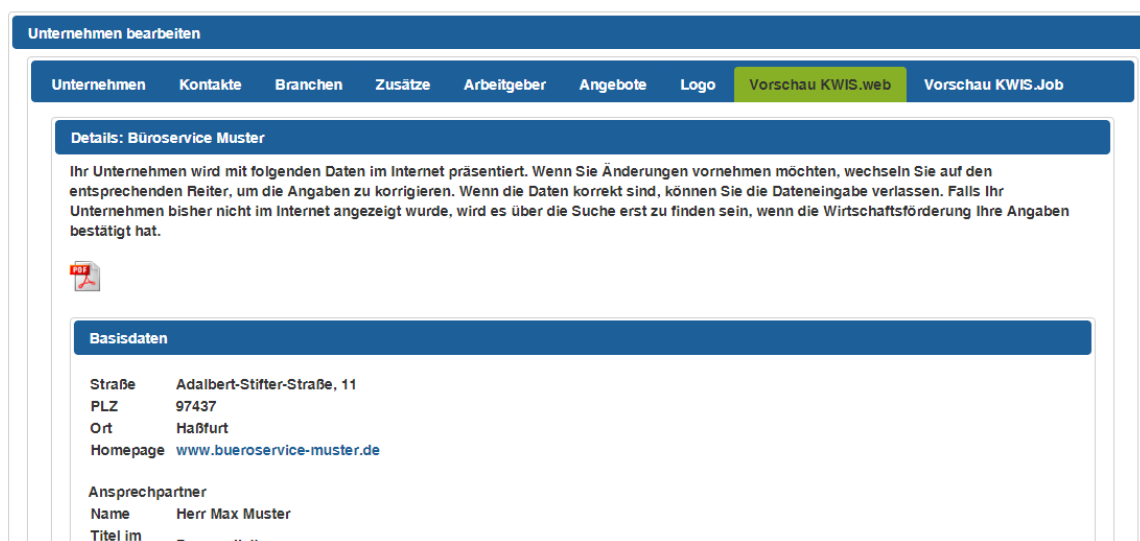 Unternehmen bearbeiten
Unternehmen Kontakte Branchen Zusätze Arbeitgeber Angebote Logo Vorschau KWIS.web Vorschau KWIS.Job
Details: Büroservice Muster
Ihr Unternehmen wird mit folgenden Daten im Internet präsentiert. Wenn Sie Änderungen vornehmen möchten, wechseln Sie auf den
entsprechenden Reiter, um die Angaben zu korrigieren. Wenn die Daten korrekt sind, können Sie die Dateneingabe verlassen. Falls Ihr
Unternehmen bisher nicht im Internet angezeigt wurde, wird es über die Suche erst zu finden sein, wenn die Wirtschaftsförderung Ihre Angaben
bestätigt hat.
PDF
Basisdaten
Straße Adalbert-Stifter-Straße, 11
PLZ 97437
Ort Haßfurt
Homepage www.bueroservice-muster.de
Ansprechpartner
Name Herr Max Muster
Titel im